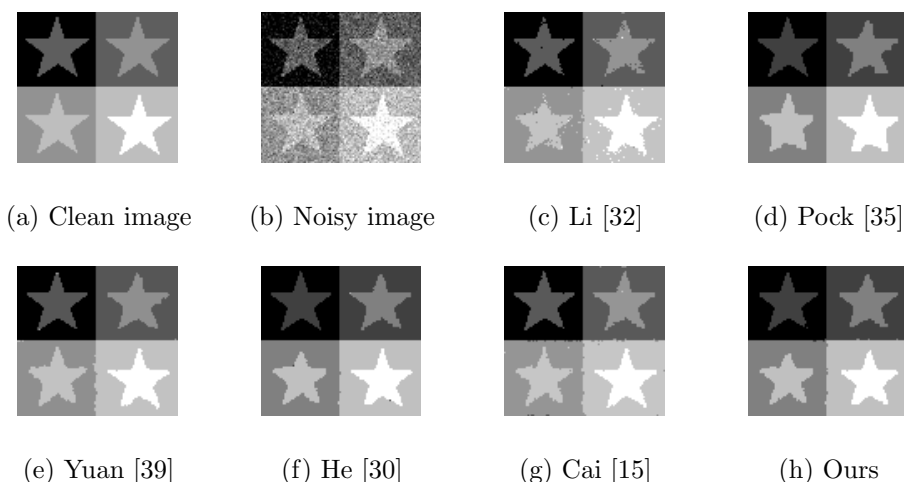 (a) Clean image (b) Noisy image (c) Li [32] (d) Pock [35]
(e) Yuan [39] (f) He [30] (g) Cai [15] (h) Ours